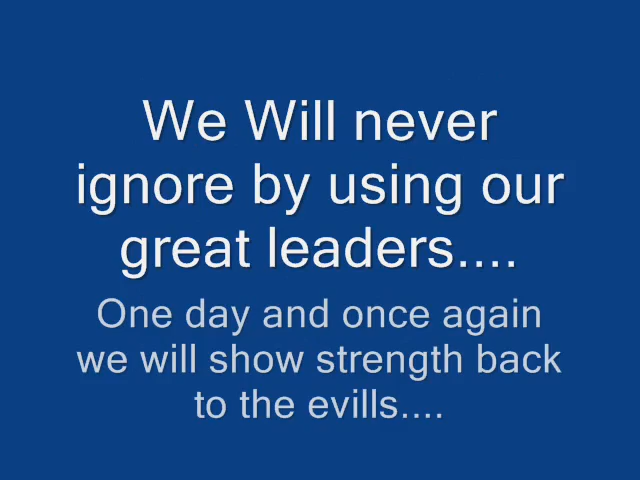 We Will never
ignore by using our
great leaders....
One day and once again
we will show strength back
to the evills....